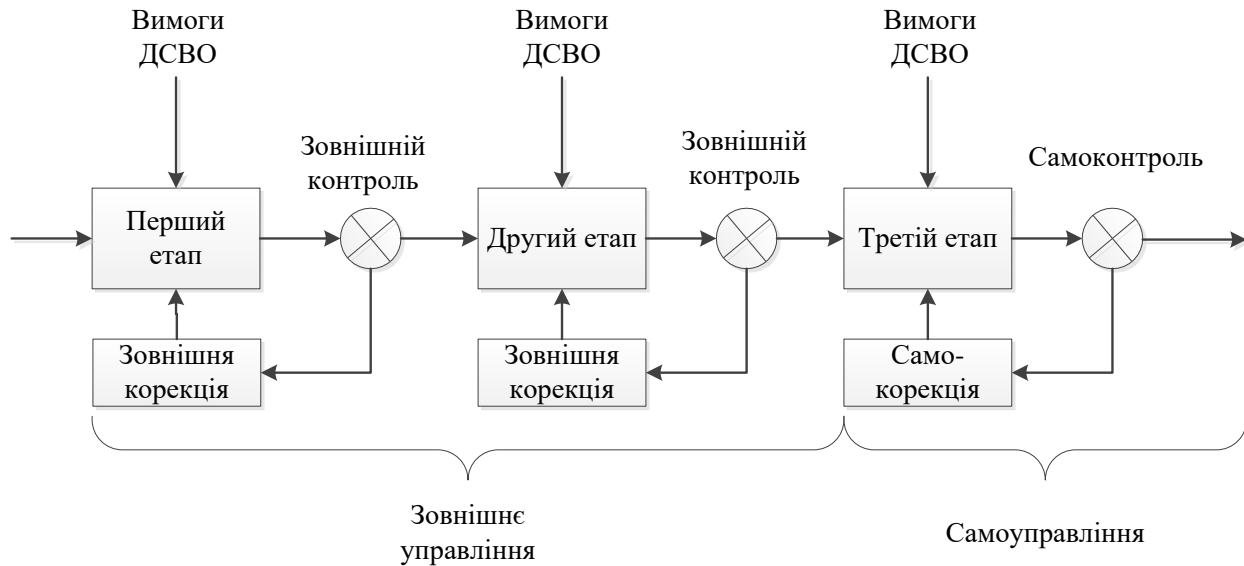 Вимоги
ДСВО
Вимоги
ДСВО
Вимоги
ДСВО
Зовнішній
контроль
Зовнішній
контроль
Самоконтроль
Перший
етап
Другий етап
Третій етап
Зовнішня
корекція
Зовнішня
корекція
Само-
корекція
Зовнішнє
управління
Самоуправління